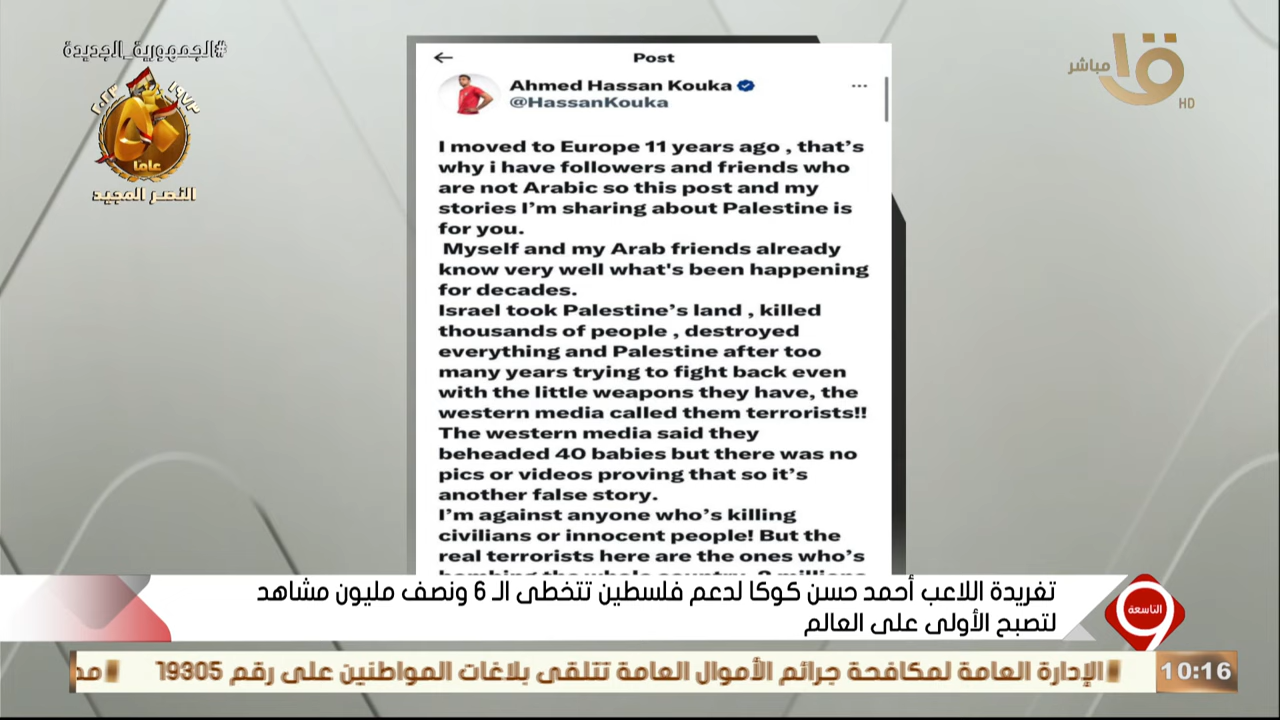 #الجمهورية_الجديدة
١٩٧٣
٢٠٢٣
٥٠
عامًا
النصر المجيد
مباشر
HD
Post
Ahmed Hassan Kouka
@HassanKouka
I moved to Europe 11 years ago , that's
why i have followers and friends who
are not Arabic so this post and my
stories I'm sharing about Palestine is
for you.
Myself and my Arab friends already
know very well what's been happening
for decades.
Israel took Palestine's land , killed
thousands of people , destroyed
everything and Palestine after too
many years trying to fight back even
with the little weapons they have, the
western media called them terrorists!!
The western media said they
beheaded 40 babies but there was no
pics or videos proving that so it's
another false story.
I'm against anyone who's killing
civilians or innocent people! But the
real terrorists here are the ones who's
تغريدة اللاعب أحمد حسن كوكا لدعم فلسطين تتخطى الـ 6 ونصف مليون مشاهد
لتصبح الأولى على العالم
التاسعة
9
الإدارة العامة لمكافحة جرائم الأموال العامة تتلقى بلاغات المواطنين على رقم 19305
10:16